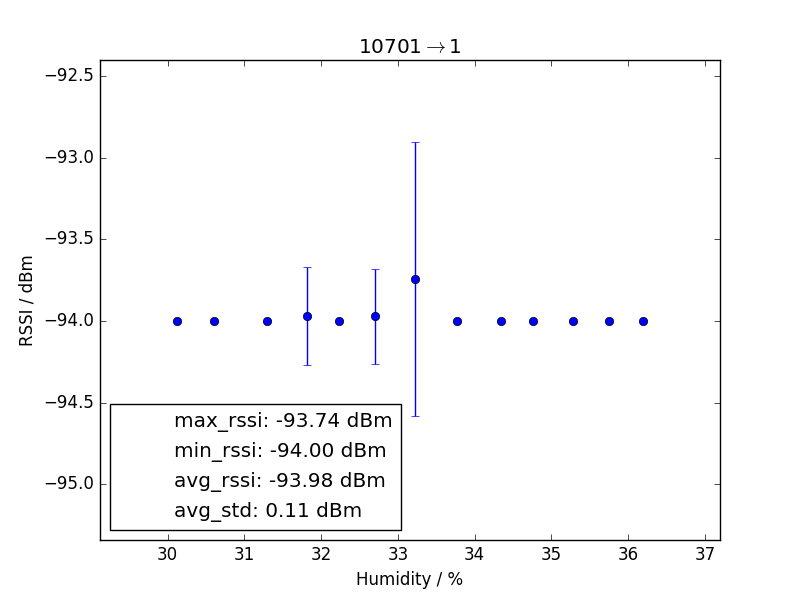 10701→1
−92.5
−93.0
−93.5
−94.0
−94.5
−95.0
RSSI / dBm
max_rssi: -93.74 dBm
min_rssi: -94.00 dBm
avg_rssi: -93.98 dBm
avg_std: 0.11 dBm
30 31 32 33 34 35 36 37
Humidity / %